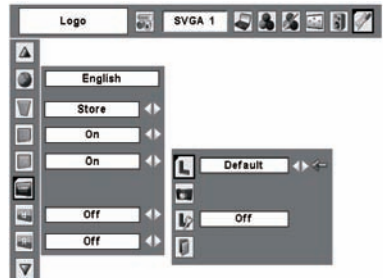 Logo
SVGA 1
English
Store
On
On
Off
Off
Default
Off